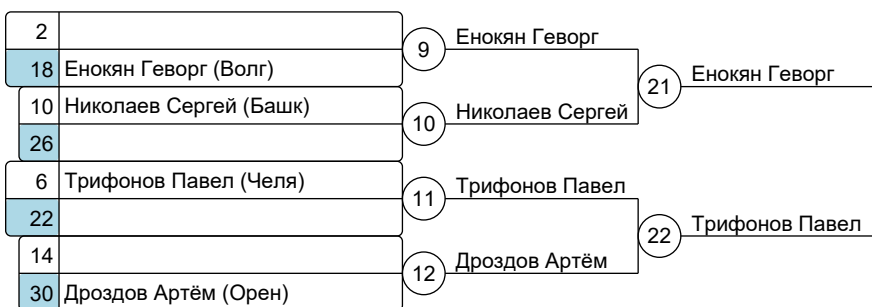 2
18 Енокян Геворг (Волг)
9 Енокян Геворг
10 Николаев Сергей (Башк)
26
10 Николаев Сергей
21 Енокян Геворг
6 Трифонов Павел (Челя)
22
11 Трифонов Павел
14
30 Дроздов Артём (Орен)
12 Дроздов Артём
22 Трифонов Павел